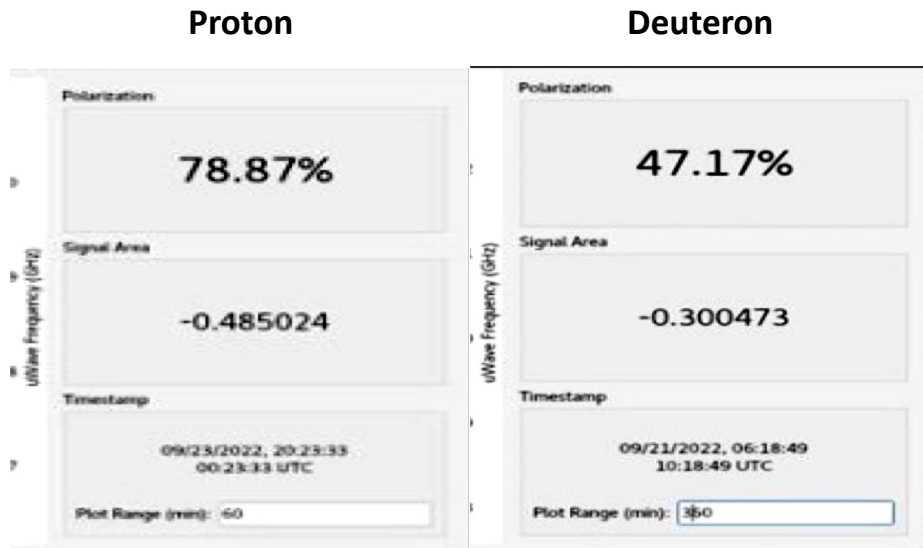 Proton
Polarization
78.87%
Signal Area
-0.485024
Timestamp
09/23/2022, 20:23:33
00:23:33 UTC
Plot Range (min): 60
uWave Frequency (GHz)
Deuteron
Polarization
47.17%
Signal Area
-0.300473
Timestamp
09/21/2022, 06:18:49
10:18:49 UTC
Plot Range (min): 360
uWave Frequency (GHz)